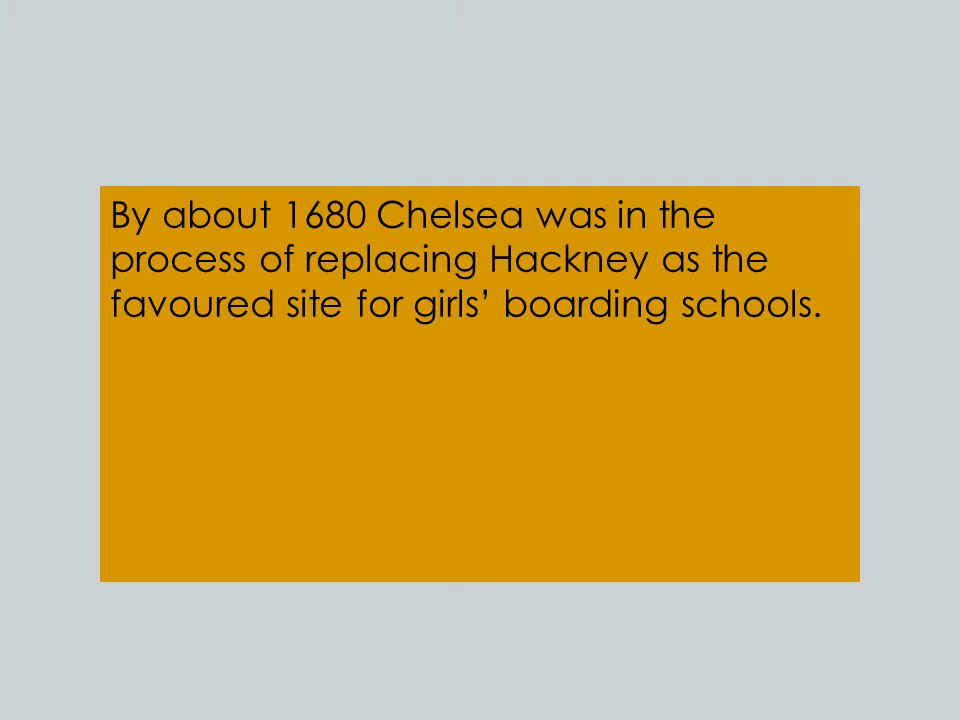 By about 1680 Chelsea was in the
process of replacing Hackney as the
favoured site for girls’ boarding schools.